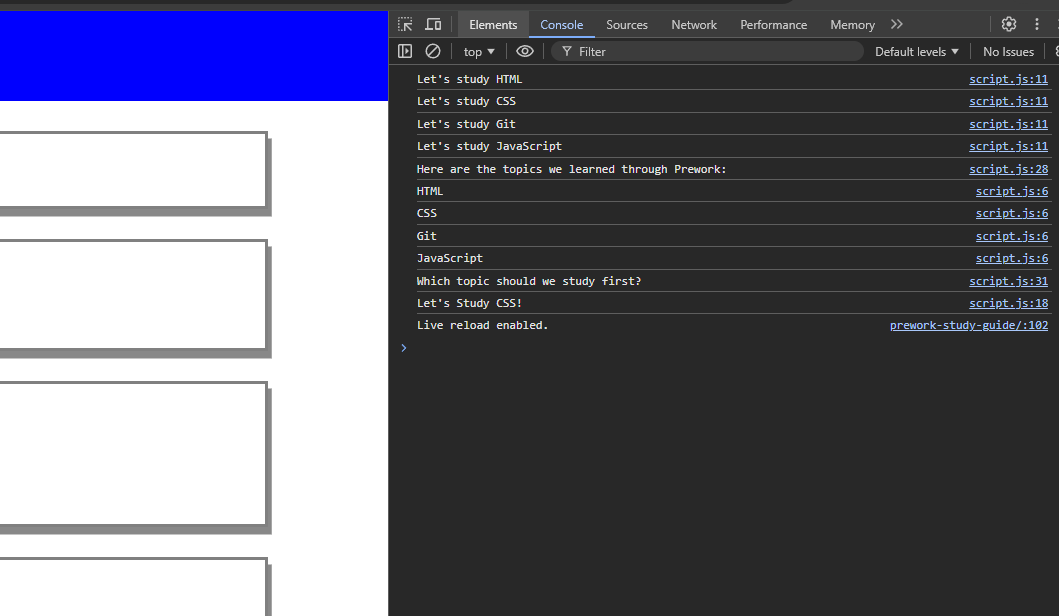 Elements Console Sources Network Performance Memory
top Filter Default levels No Issues
Let's study HTML script.js:11
Let's study CSS script.js:11
Let's study Git script.js:11
Let's study JavaScript script.js:11
Here are the topics we learned through Prework: script.js:28
HTML script.js:6
CSS script.js:6
Git script.js:6
JavaScript script.js:6
Which topic should we study first? script.js:31
Let's Study CSS! script.js:18
Live reload enabled. prework-study-guide/:102